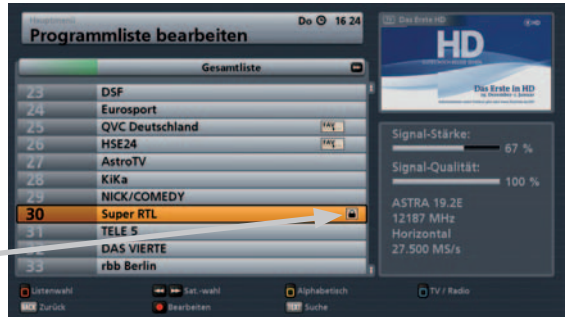 Hauptmenü
Programmliste bearbeiten
Do 16 24
Gesamtliste
23 DSF
24 Eurosport
25 QVC Deutschland
26 HSE24
27 AstroTV
28 KiKa
29 NICK/COMEDY
30 Super RTL
31 TELE 5
32 DAS VIERTE
33 rbb Berlin
Das Erste HD
HD
Das Erste in HD
Signal-Stärke:
67 %
Signal-Qualität:
100 %
ASTRA 19.2E
12187 MHz
Horizontal
27.500 MS/s
Listenwahl
Sat.-wahl
Alphabetisch
TV / Radio
BACK Zurück
Bearbeiten
TEXT Suche